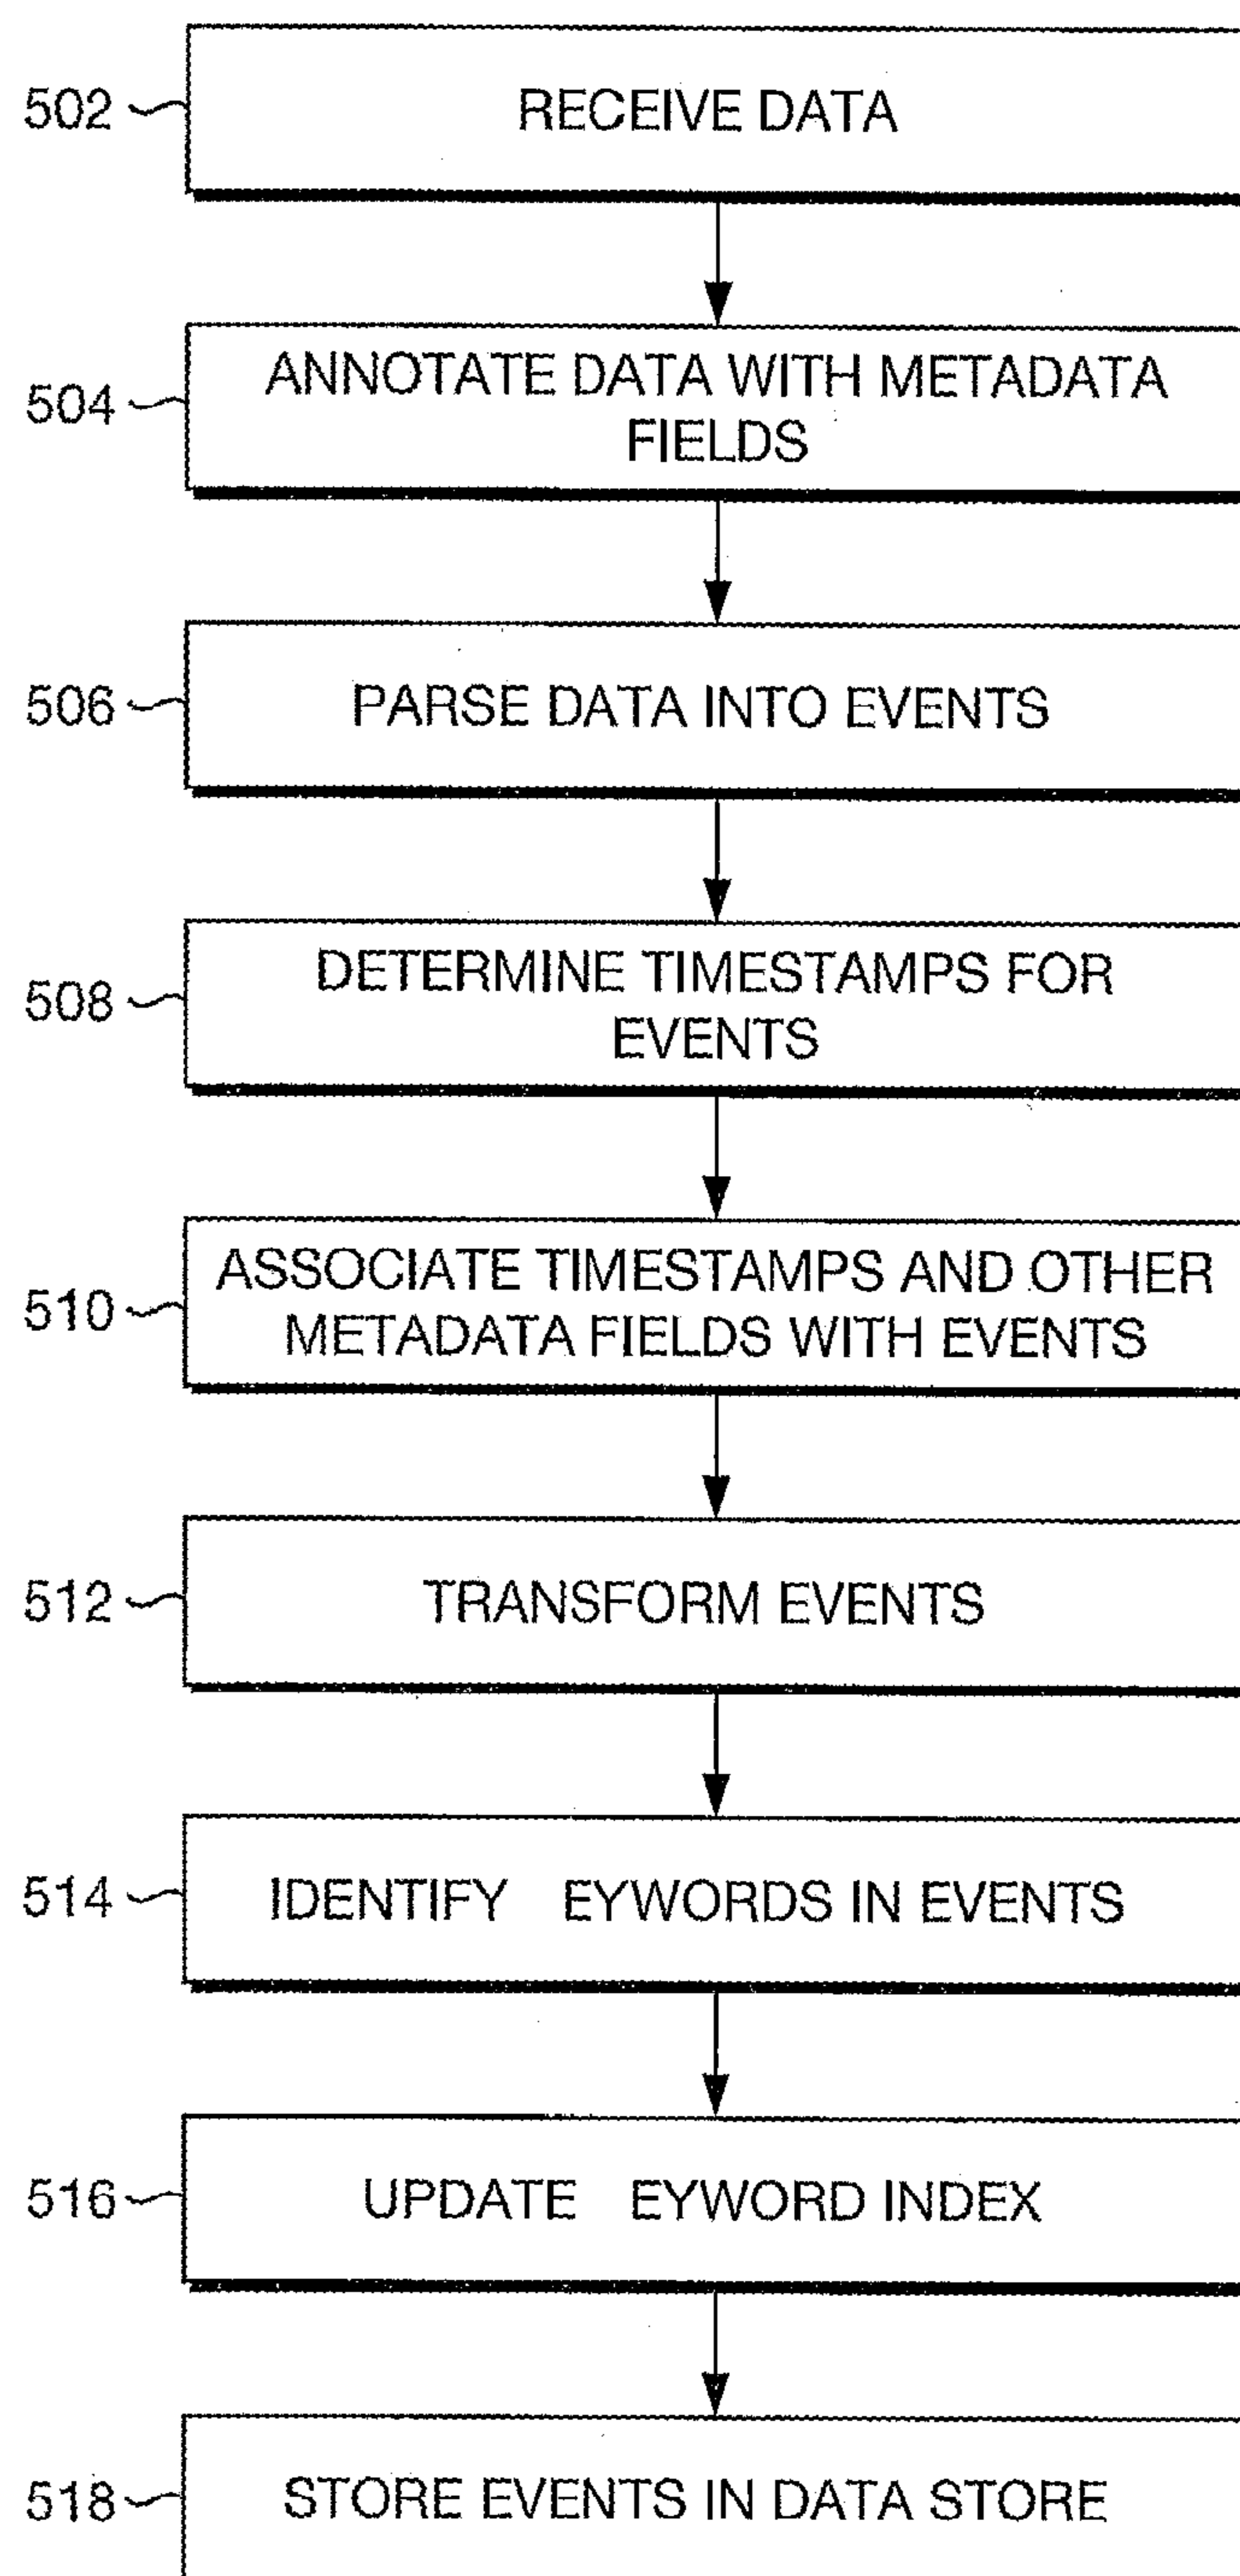 502 RECEIVE DATA
504 ANNOTATE DATA WITH METADATA
FIELDS
506 PARSE DATA INTO EVENTS
508 DETERMINE TIMESTAMPS FOR
EVENTS
510 ASSOCIATE TIMESTAMPS AND OTHER
METADATA FIELDS WITH EVENTS
512 TRANSFORM EVENTS
514 IDENTIFY EYWORDS IN EVENTS
516 UPDATE EYWORD INDEX
518 STORE EVENTS IN DATA STORE